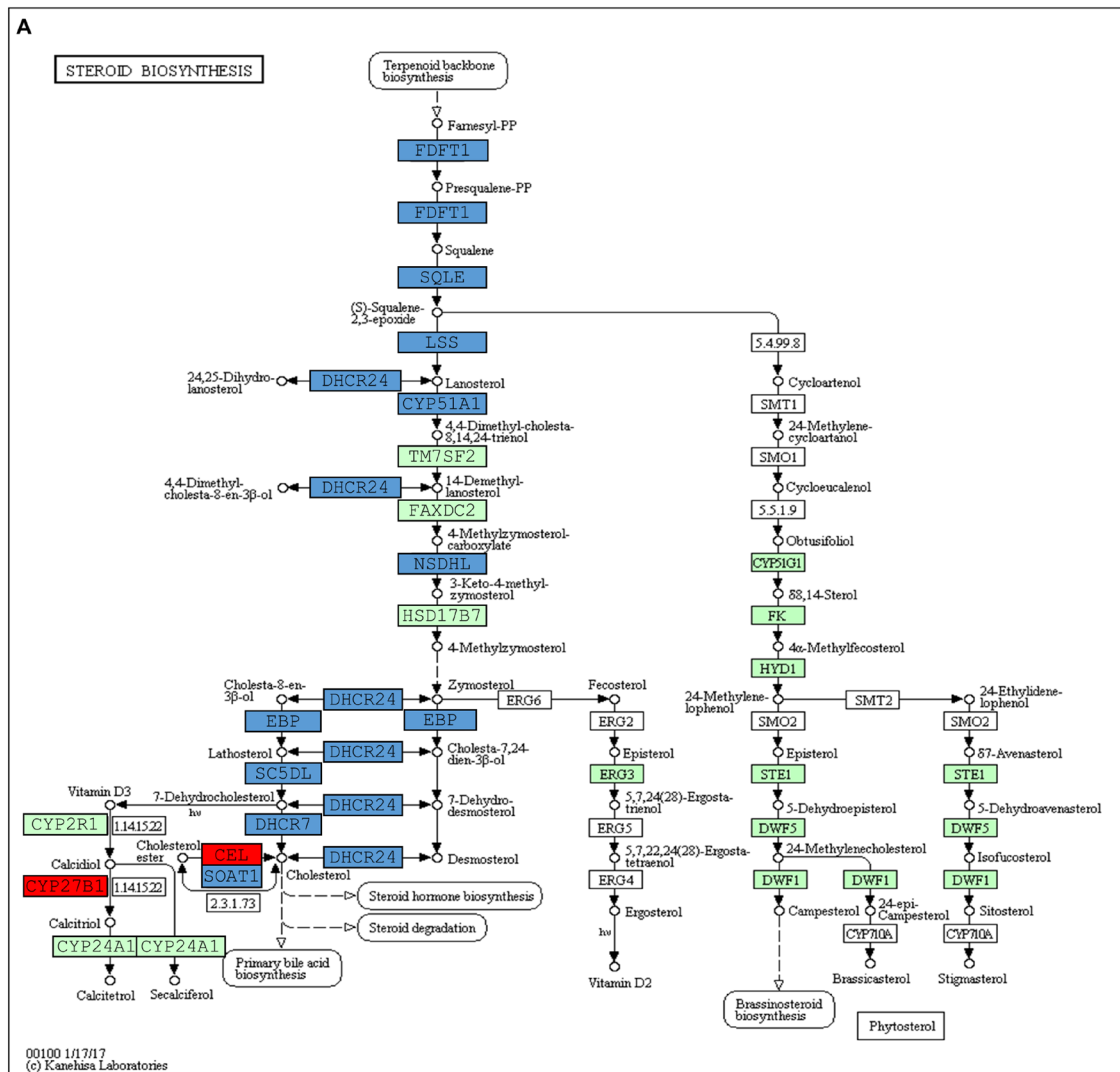 A
STEROID BIOSYNTHESIS
Terpenoid backbone
biosynthesis
Farnesyl-PP
FDFT1
Presqualene-PP
FDFT1
Squalene
SQLE
(S)-Squalene-
2,3-epoxide
LSS
5.4.99.8
24,25-Dihydro-
lanosterol
DHCR24
Lanosterol
Cycloartenol
CYP51A1
SMT1
4,4-Dimethyl-cholesta-
8,14,24-trienol
24-Methylene-
cycloartanol
TM7SF2
SMO1
4,4-Dimethyl-
cholesta-8-en-3β-ol
DHCR24
14-Demethyl-
lanosterol
Cycloeucalenol
FAXDC2
5.5.1.9
4-Methylzymosterol-
carboxylate
Obtusifoliol
NSDHL
CYP51G1
3-Keto-4-methyl-
zymosterol
δ8,14-Sterol
HSD17B7
FK
4-Methylzymosterol
4α-Methylfecosterol
HYD1
Cholesta-8-en-
3β-ol
DHCR24
Zymosterol
ERG6
Fecosterol
24-Methylene-
lophenol
SMT2
24-Ethylidene-
lophenol
EBP
EBP
ERG2
SMO2
SMO2
Lathosterol
DHCR24
Cholesta-7,24-
dien-3β-ol
Episterol
Episterol
δ7-Avenasterol
SC5DL
ERG3
STE1
STE1
Vitamin D3
7-Dehydrocholesterol
hν
DHCR24
7-Dehydro-
desmosterol
5,7,24(28)-Ergosta-
trienol
5-Dehydroepisterol
5-Dehydroavenasterol
CYP2R1
1.14.15.22
DHCR7
ERG5
DWF5
DWF5
Calcidiol
Cholesterol
ester
CEL
Cholesterol
DHCR24
Desmosterol
5,7,22,24(28)-Ergosta-
tetraenol
24-Methylenecholesterol
Isofucosterol
CYP27B1
1.14.15.22
SOAT1
ERG4
DWF1
DWF1
DWF1
2.3.1.73
Steroid hormone biosynthesis
Calcitriol
Ergosterol
Campesterol
24-epi-
Campesterol
Sitosterol
Steroid degradation
CYP24A1
CYP24A1
hν
CYP710A
CYP710A
Primary bile acid
biosynthesis
Calcitetrol
Secalciferol
Vitamin D2
Brassicasterol
Stigmasterol
Brassinosteroid
biosynthesis
Phytosterol
00100 1/17/17
(c) Kanehisa Laboratories